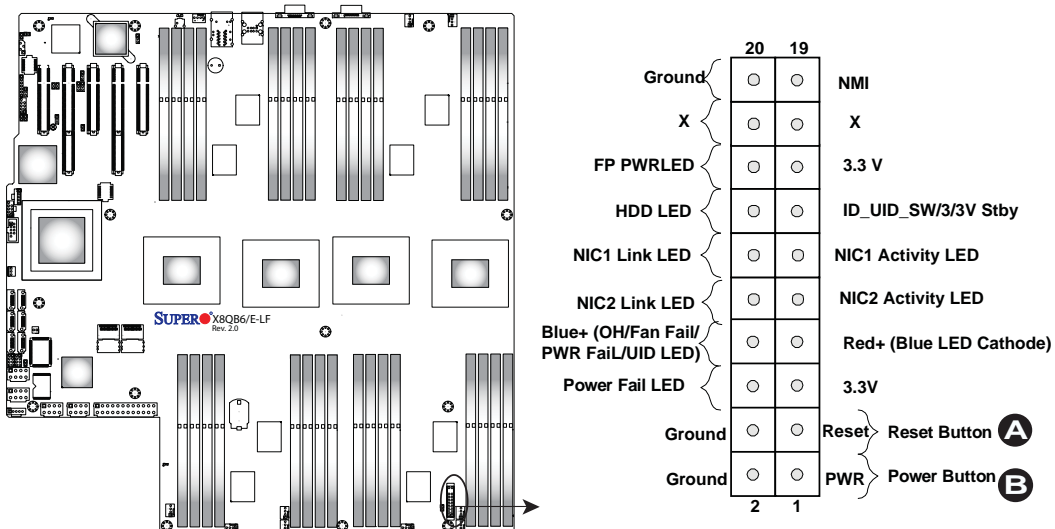 20 19
Ground NMI
X X
FP PWRLED 3.3 V
HDD LED ID_UID_SW/3/3V Stby
NIC1 Link LED NIC1 Activity LED
NIC2 Link LED NIC2 Activity LED
Blue+ (OH/Fan Fail/
PWR FaiL/UID LED) Red+ (Blue LED Cathode)
Power Fail LED 3.3V
Ground Reset Reset Button A
Ground PWR Power Button B
2 1
SUPER X8QB6/E-LF
Rev. 2.0